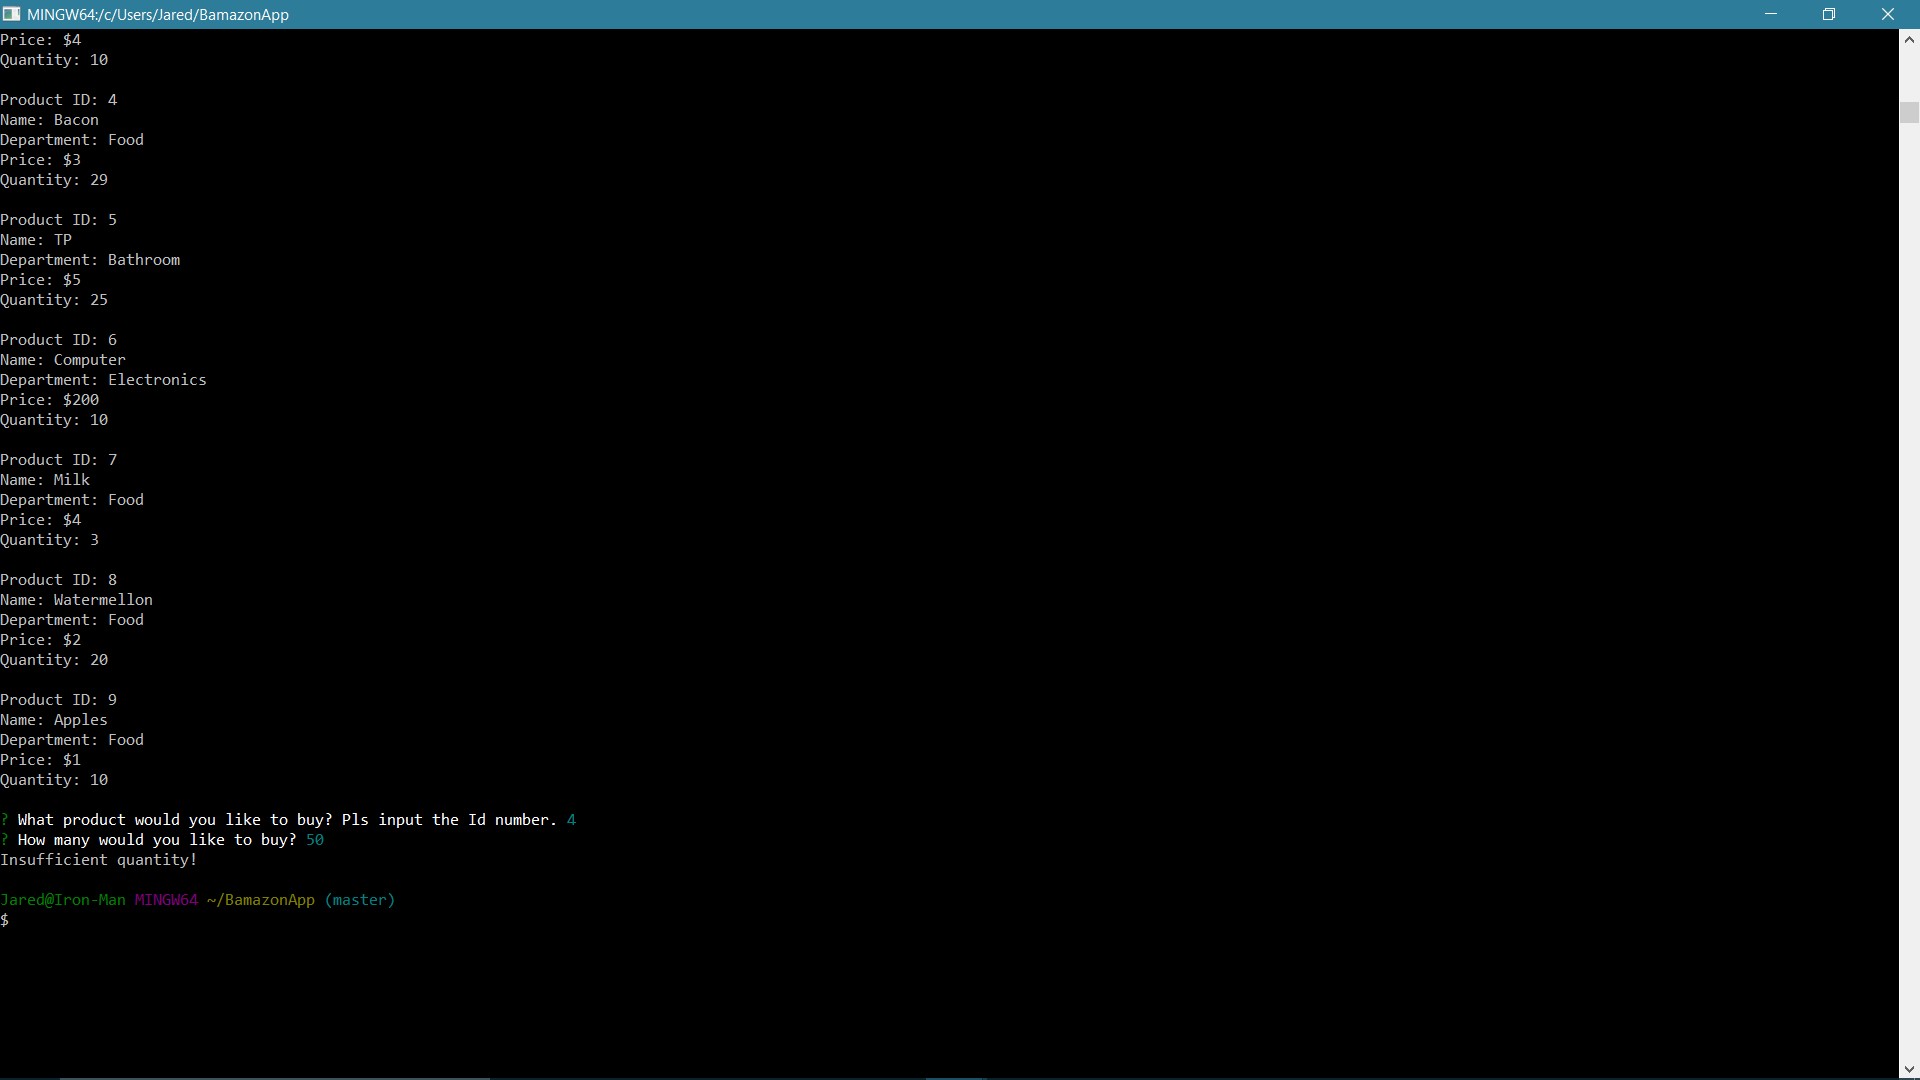 MINGW64:/c/Users/Jared/BamazonApp
Price: $4
Quantity: 10
Product ID: 4
Name: Bacon
Department: Food
Price: $3
Quantity: 29
Product ID: 5
Name: TP
Department: Bathroom
Price: $5
Quantity: 25
Product ID: 6
Name: Computer
Department: Electronics
Price: $200
Quantity: 10
Product ID: 7
Name: Milk
Department: Food
Price: $4
Quantity: 3
Product ID: 8
Name: Watermellon
Department: Food
Price: $2
Quantity: 20
Product ID: 9
Name: Apples
Department: Food
Price: $1
Quantity: 10
? What product would you like to buy? Pls input the Id number. 4
? How many would you like to buy? 50
Insufficient quantity!
Jared@Iron-Man MINGW64 ~/BamazonApp (master)
$